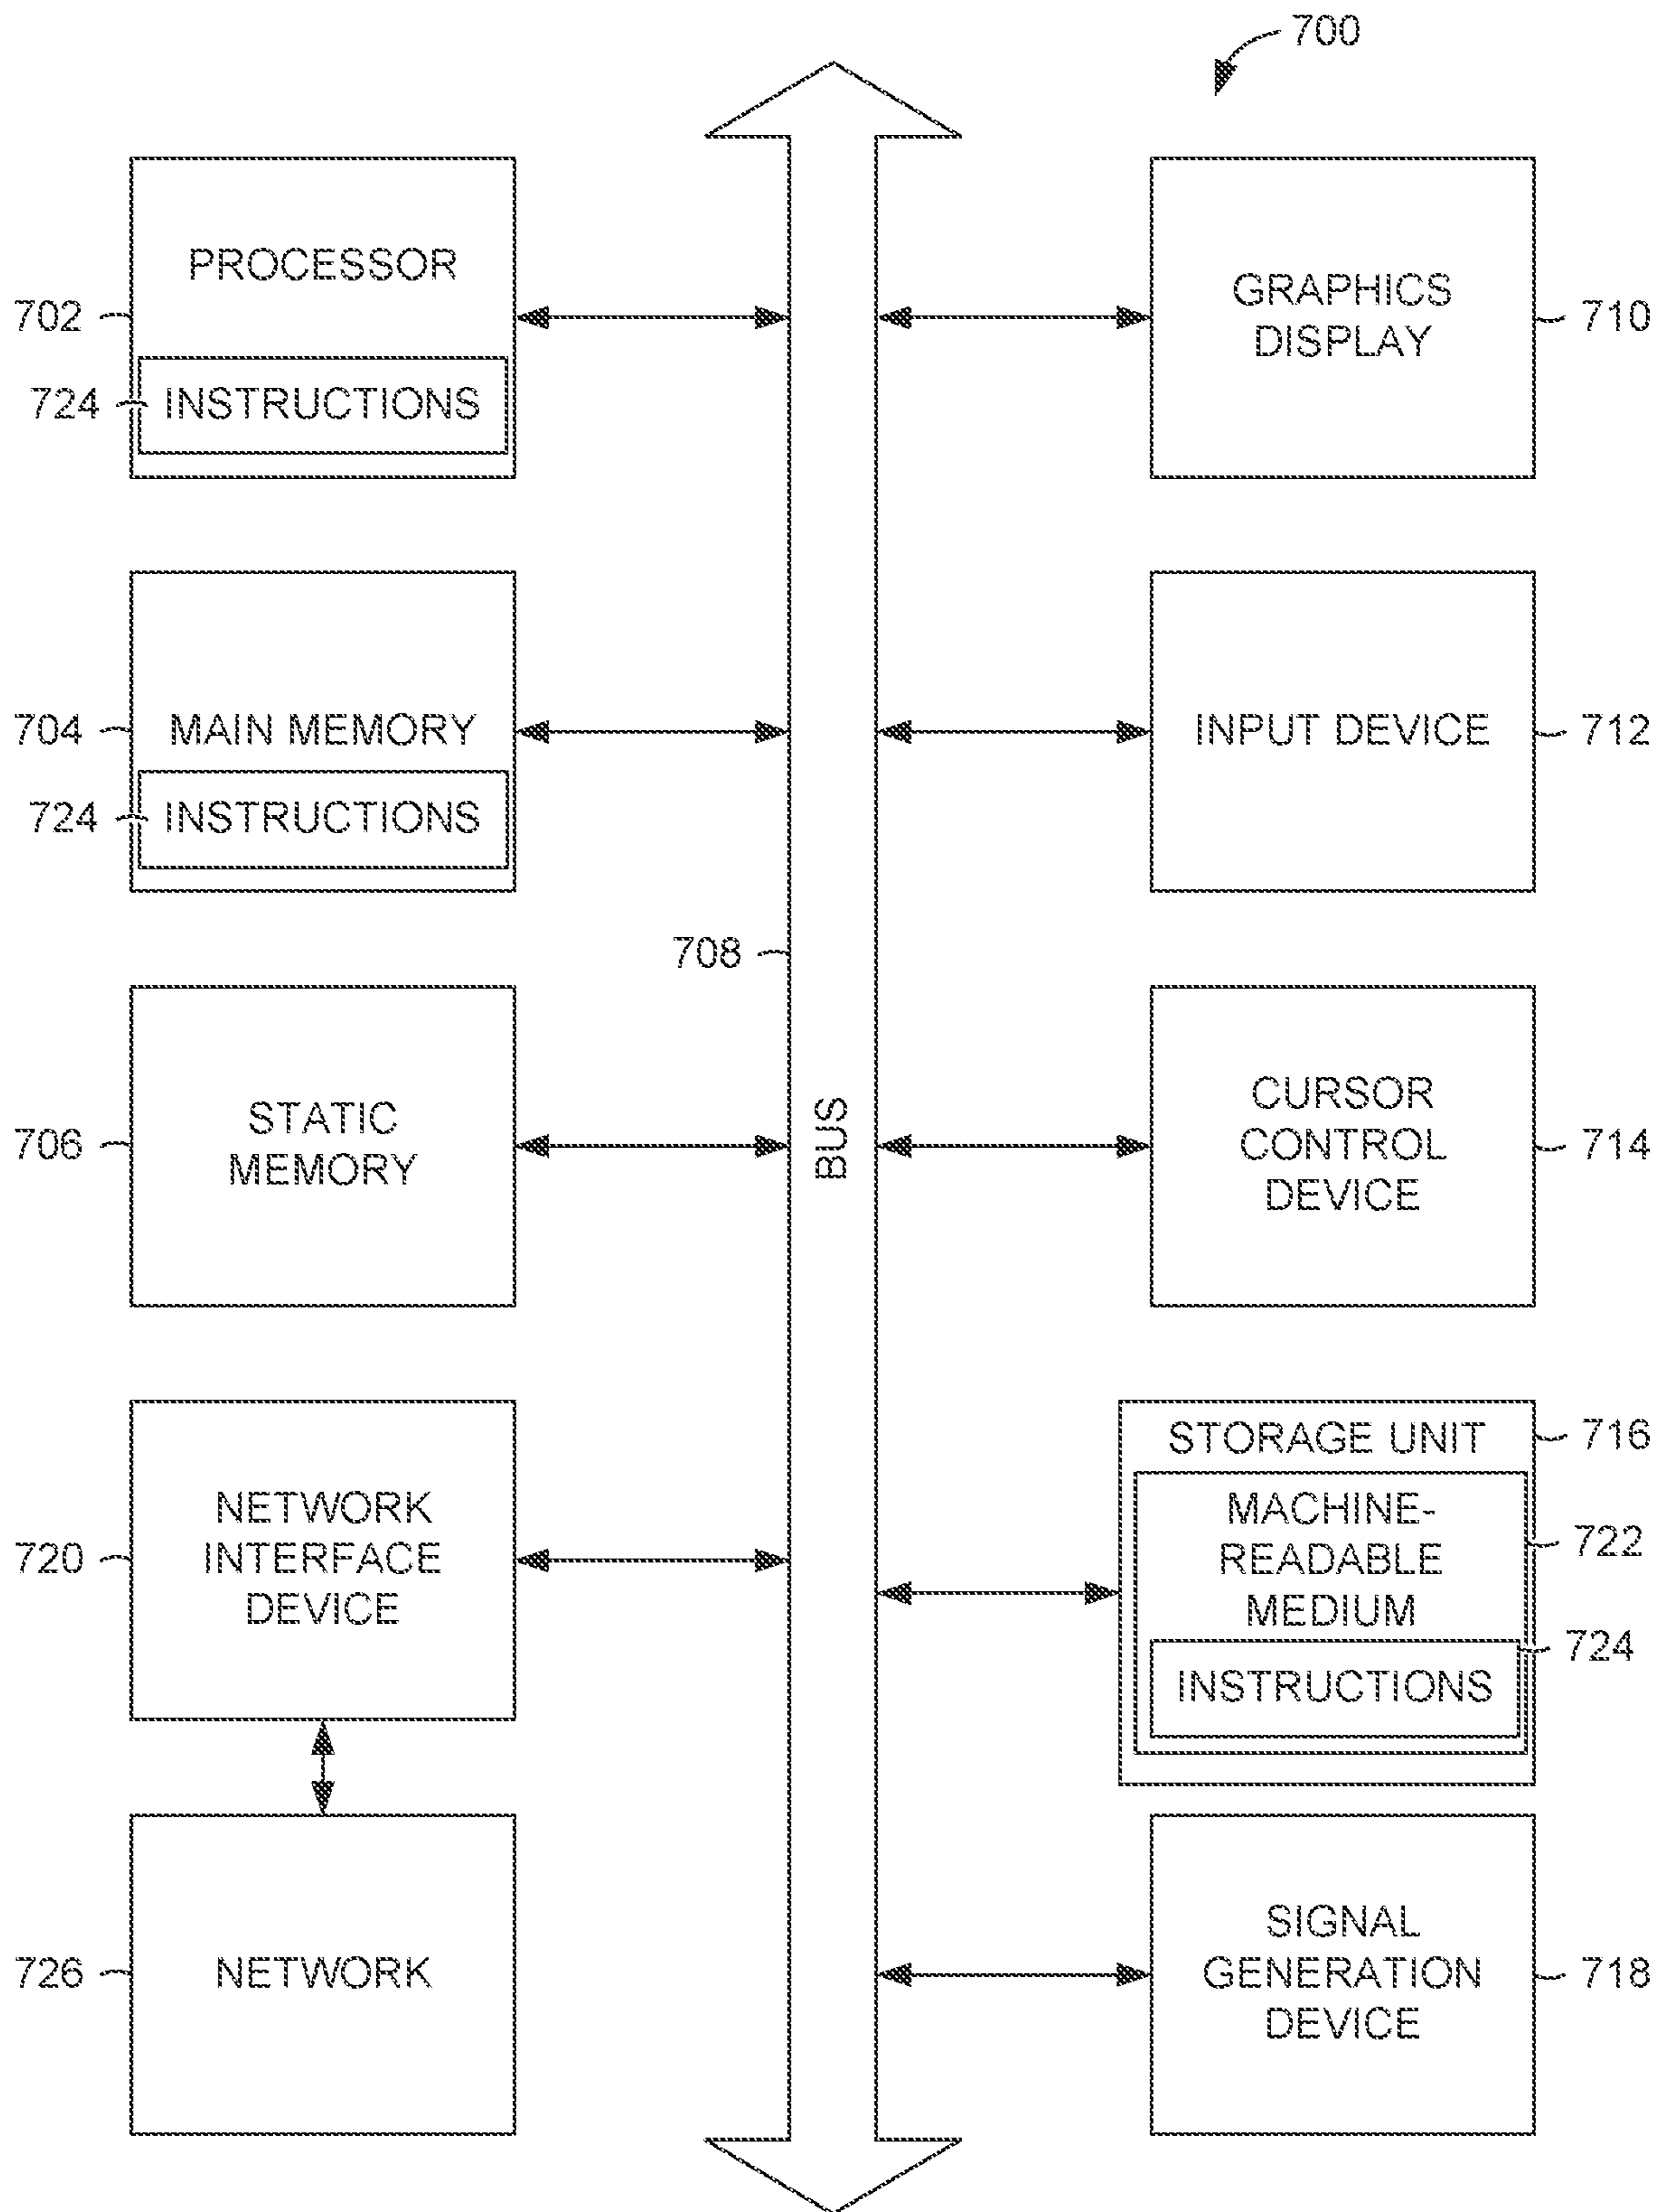 700
PROCESSOR
702
724
INSTRUCTIONS
GRAPHICS
DISPLAY
710
704
MAIN MEMORY
724
INSTRUCTIONS
INPUT DEVICE
712
708
BUS
706
STATIC
MEMORY
CURSOR
CONTROL
DEVICE
714
720
NETWORK
INTERFACE
DEVICE
STORAGE UNIT
716
MACHINE-
READABLE
MEDIUM
722
724
INSTRUCTIONS
726
NETWORK
SIGNAL
GENERATION
DEVICE
718